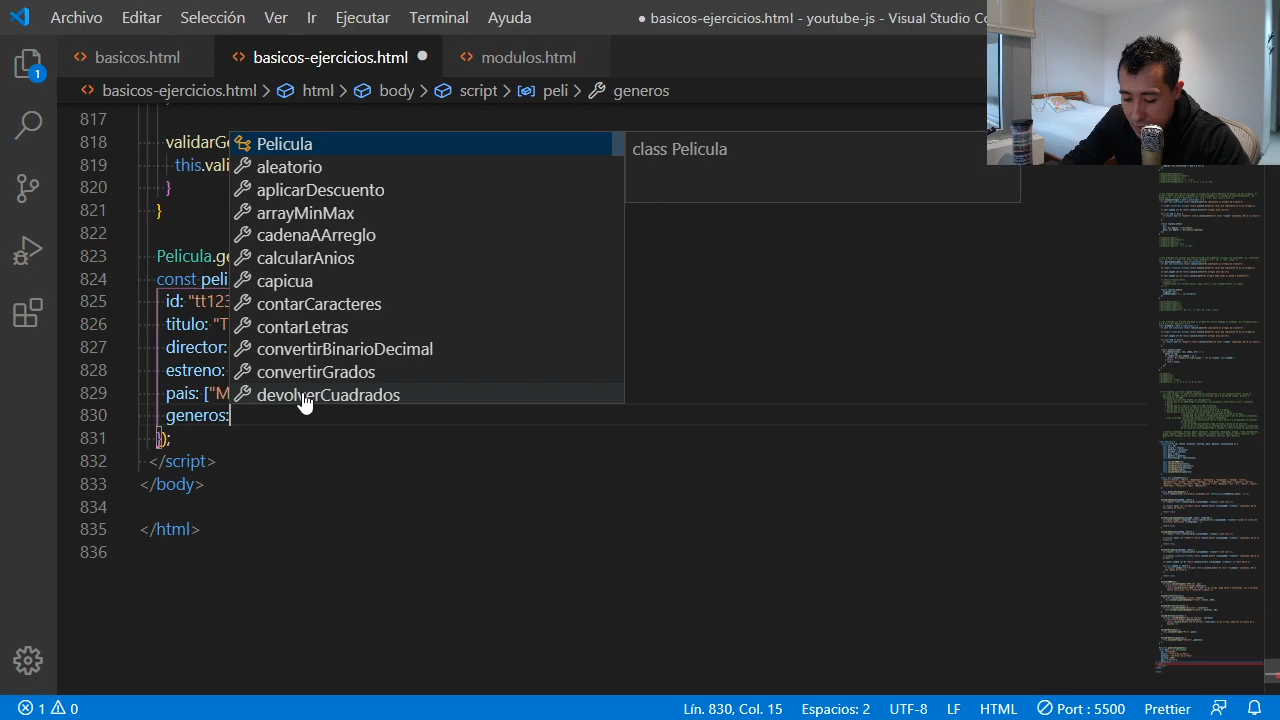 Archivo Editar Selección Ver Ir Ejecutar Terminal Ayuda
● basicos-ejercicios.html - youtube-js - Visual Studio Co
basicos.html basicos-ejercicios.html modulos.html
basicos-ejercicios.html > html > body > script > peli > generos
1
817
818 validarGe
819 this.vali
820 }
821 }
822
823 Pelicula.ge
824 const peli
825 id: "tt123
826 titulo: "T
827 director:
828 estreno:
829 pais: ["M
830 generos:
831 });
832 </script>
833 </body>
834
835 </html>
836
Pelicula
aleatorio
aplicarDescuento
arrayMinMax
cadenaAArreglo
calcularAnios
capicua
contarCaracteres
contarLetras
convertirBinarioDecimal
convertirGrados
devolverCuadrados
class Pelicula
1 0 Lín. 830, Col. 15 Espacios: 2 UTF-8 LF HTML Port : 5500 Prettier